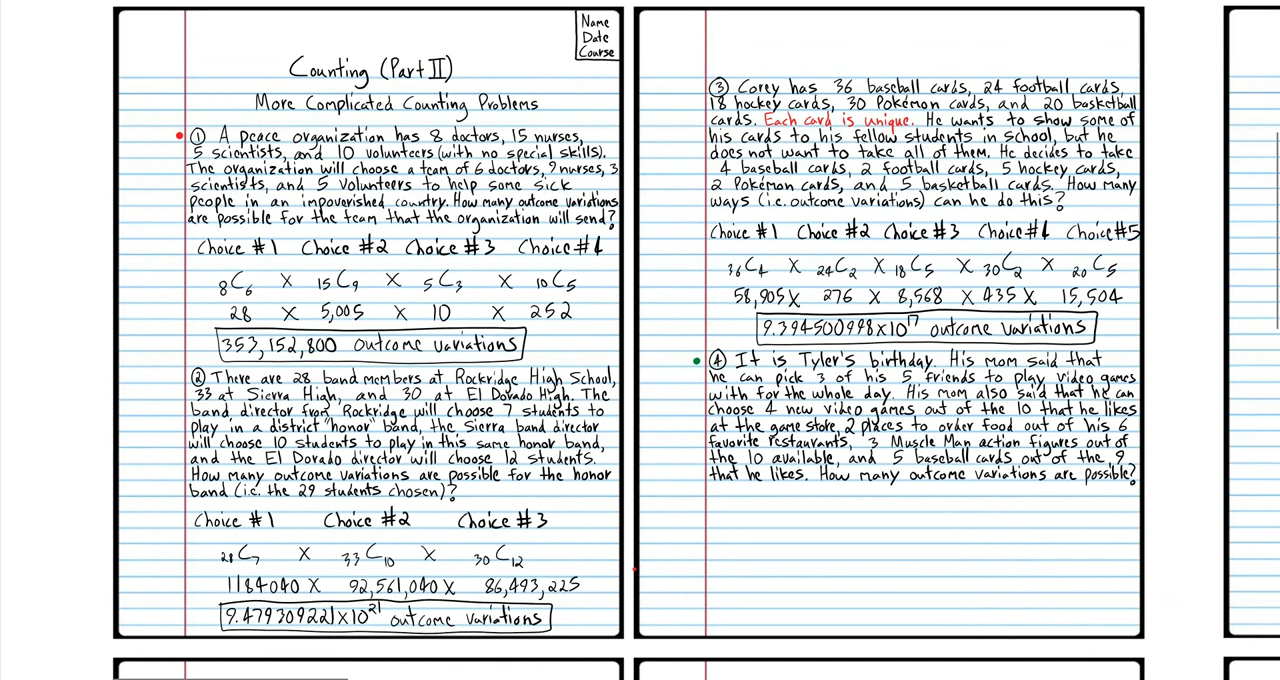 Name
Date
Course
Counting (Part II)
More Complicated Counting Problems
① A peace organization has 8 doctors, 15 nurses,
5 scientists, and 10 volunteers (with no special skills).
The organization will choose a team of 6 doctors, 9 nurses, 3
scientists, and 5 volunteers to help some sick
people in an impoverished country. How many outcome variations
are possible for the team that the organization will send?
Choice #1 Choice #2 Choice #3 Choice #4
₈C₆ X ₁₅C₉ X ₅C₃ X ₁₀C₅
28 X 5,005 X 10 X 252
353,152,800 outcome variations
② There are 28 band members at Rockridge High School,
33 at Sierra High, and 30 at El Dorado High. The
band director from Rockridge will choose 7 students to
play in a district "honor" band, the Sierra band director
will choose 10 students to play in this same honor band,
and the El Dorado director will choose 12 students.
How many outcome variations are possible for the honor
band (i.e. the 29 students chosen)?
Choice #1 Choice #2 Choice #3
₂₈C₇ X ₃₃C₁₀ X ₃₀C₁₂
1184040 X 92,561,040 X 86,493,225
9.479309221x10²¹ outcome variations
③ Corey has 36 baseball cards, 24 football cards,
18 hockey cards, 30 Pokémon cards, and 20 basketball
cards. Each card is unique. He wants to show some of
his cards to his fellow students in school, but he
does not want to take all of them. He decides to take
4 baseball cards, 2 football cards, 5 hockey cards,
2 Pokémon cards, and 5 basketball cards. How many
ways (i.e. outcome variations) can he do this?
Choice #1 Choice #2 Choice #3 Choice #4 Choice #5
₃₆C₄ X ₂₄C₂ X ₁₈C₅ X ₃₀C₂ X ₂₀C₅
58,905 X 276 X 8,568 X 435 X 15,504
9.394500998x10¹⁷ outcome variations
④ It is Tyler's birthday. His mom said that
he can pick 3 of his 5 friends to play video games
with for the whole day. His mom also said that he can
choose 4 new video games out of the 10 that he likes
at the game store, 2 places to order food out of his 6
favorite restaurants, 3 Muscle Man action figures out of
the 10 available, and 5 baseball cards out of the 9
that he likes. How many outcome variations are possible?